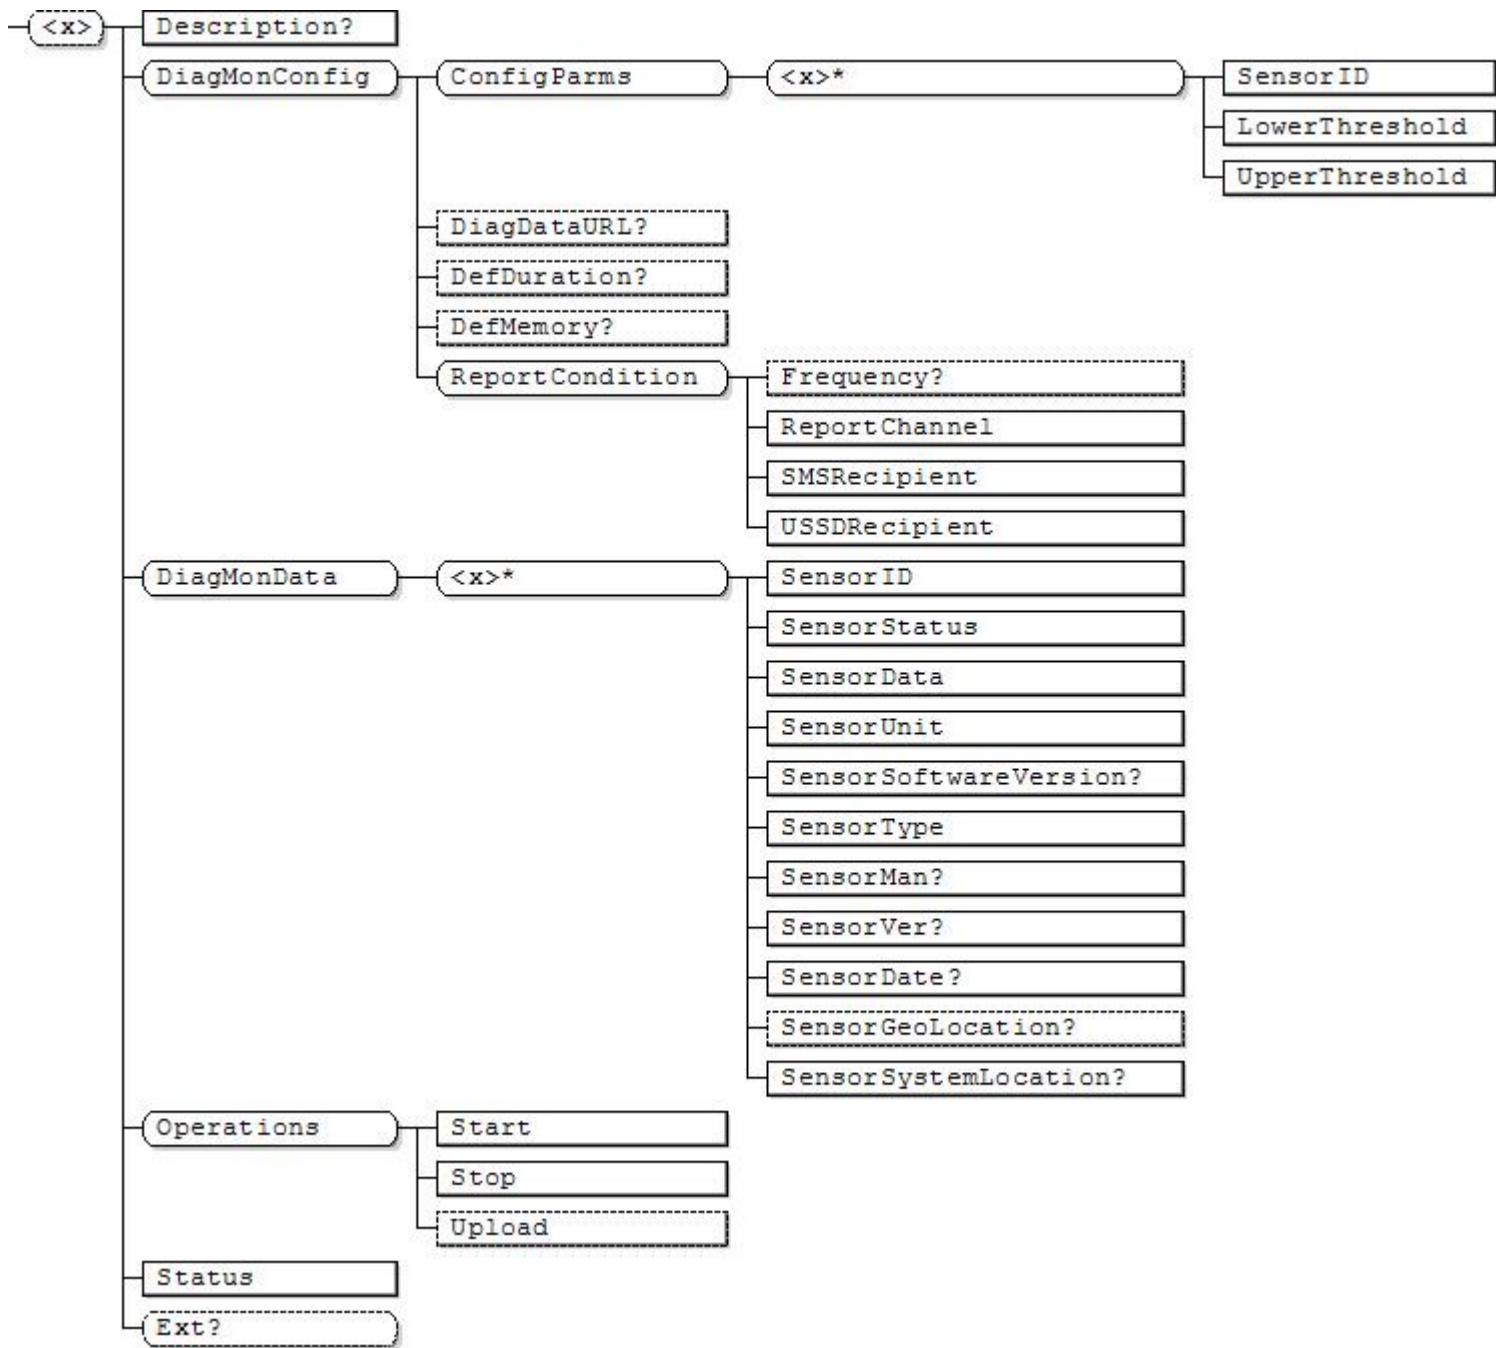 <x> Description?
DiagMonConfig ConfigParms <x>* SensorID
LowerThreshold
UpperThreshold
DiagDataURL?
DefDuration?
DefMemory?
ReportCondition Frequency?
ReportChannel
SMSRecipient
USSDRecipient
DiagMonData <x>* SensorID
SensorStatus
SensorData
SensorUnit
SensorSoftwareVersion?
SensorType
SensorMan?
SensorVer?
SensorDate?
SensorGeoLocation?
SensorSystemLocation?
Operations Start
Stop
Upload
Status
Ext?